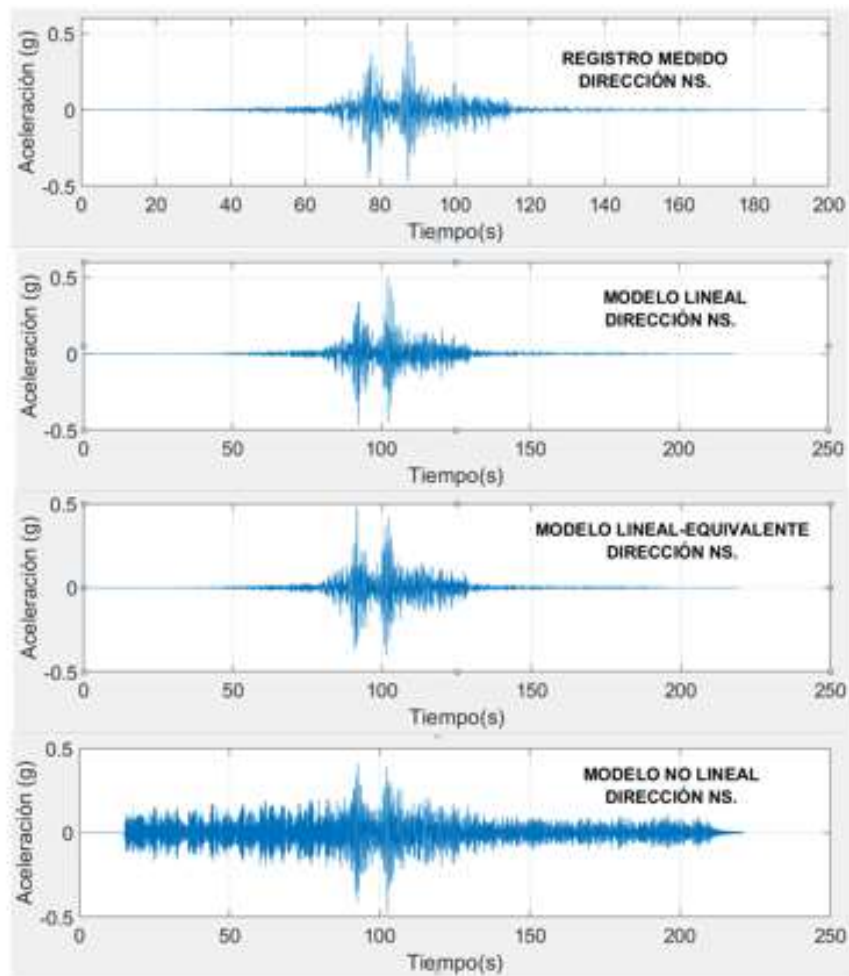 Aceleración (g)
0.5
0
-0.5
REGISTRO MEDIDO
DIRECCIÓN NS.
0 20 40 60 80 100 120 140 160 180 200
Tiempo(s)
Aceleración (g)
0.5
0
-0.5
MODELO LINEAL
DIRECCIÓN NS.
0 50 100 150 200 250
Tiempo(s)
Aceleración (g)
0.5
0
-0.5
MODELO LINEAL-EQUIVALENTE
DIRECCIÓN NS.
0 50 100 150 200 250
Tiempo(s)
Aceleración (g)
0.5
0
-0.5
MODELO NO LINEAL
DIRECCIÓN NS.
0 50 100 150 200 250
Tiempo(s)